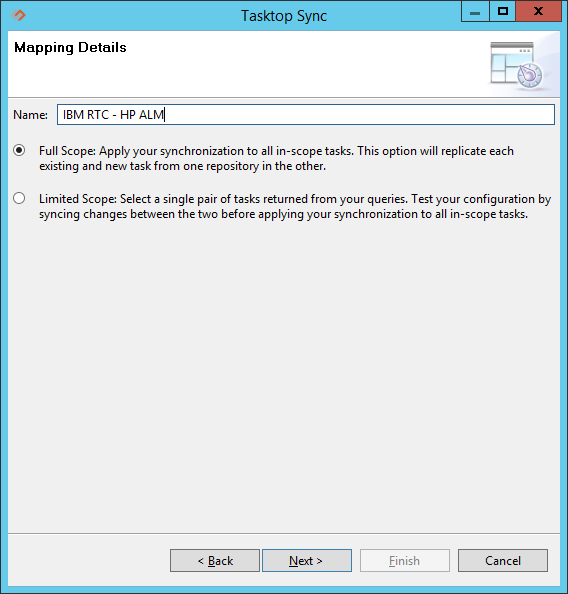 Tasktop Sync
Mapping Details
Name: IBM RTC - HP ALM
Full Scope: Apply your synchronization to all in-scope tasks. This option will replicate each
existing and new task from one repository in the other.
Limited Scope: Select a single pair of tasks returned from your queries. Test your configuration by
syncing changes between the two before applying your synchronization to all in-scope tasks.
< Back Next > Finish Cancel